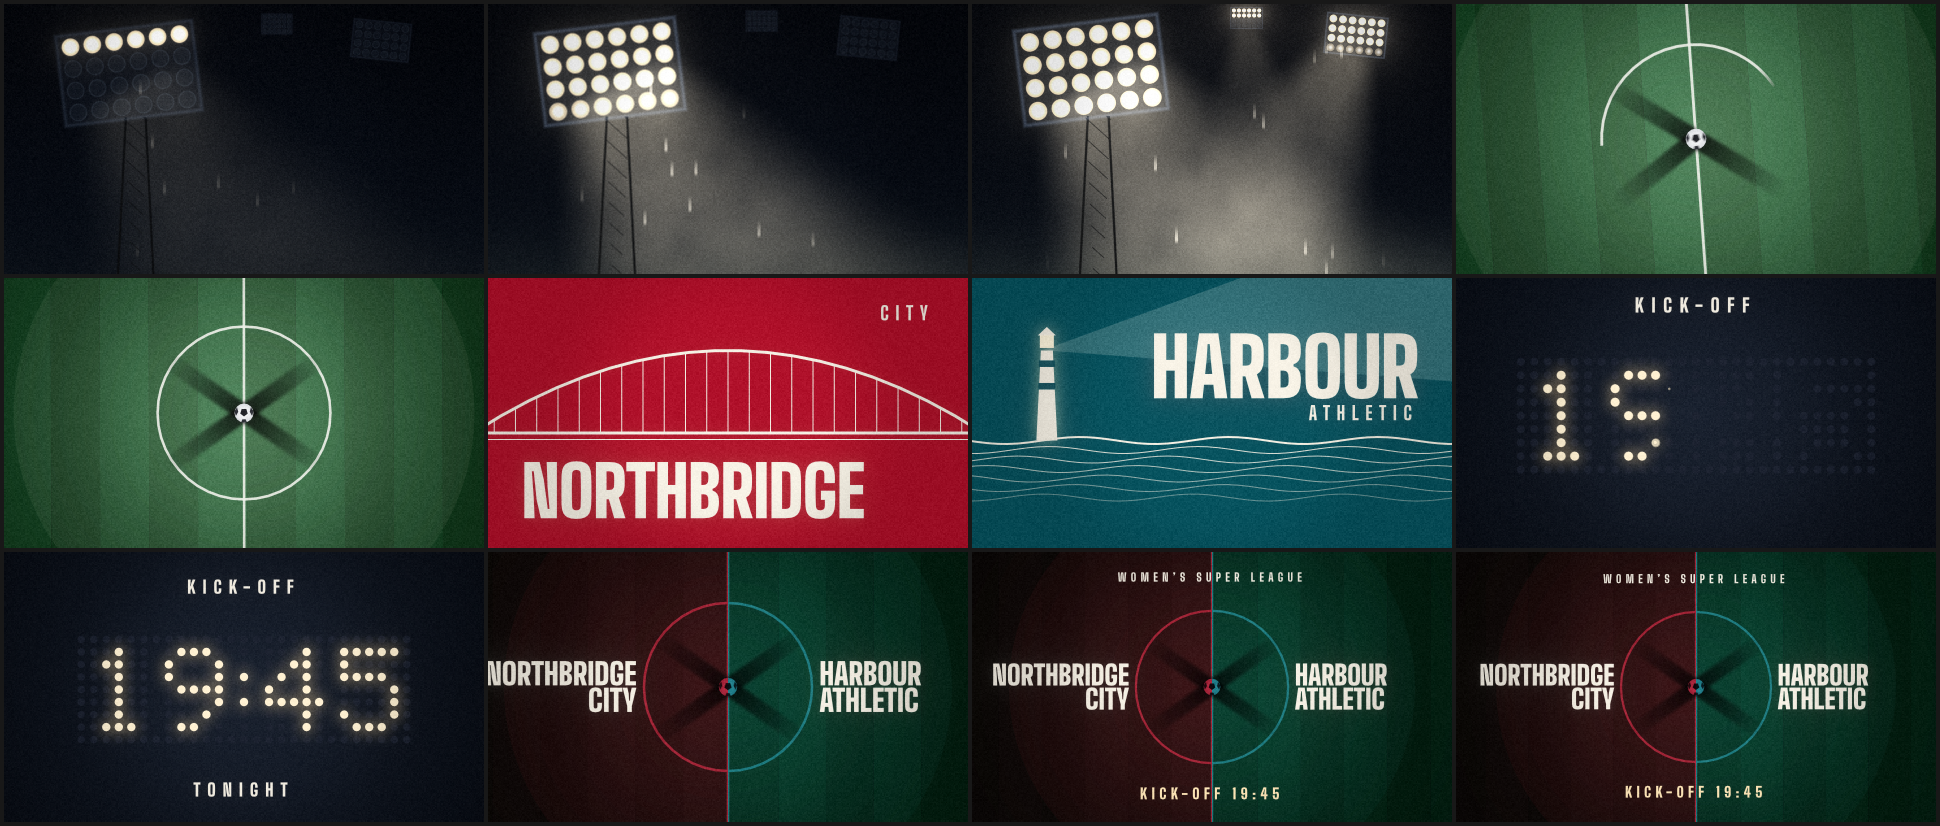 CITY
NORTHBRIDGE
HARBOUR
ATHLETIC
KICK-OFF
KICK-OFF
19:45
TONIGHT
NORTHBRIDGE
CITY
HARBOUR
ATHLETIC
WOMEN'S SUPER LEAGUE
NORTHBRIDGE
CITY
HARBOUR
ATHLETIC
KICK-OFF 19:45
WOMEN'S SUPER LEAGUE
NORTHBRIDGE
CITY
HARBOUR
ATHLETIC
KICK-OFF 19:45